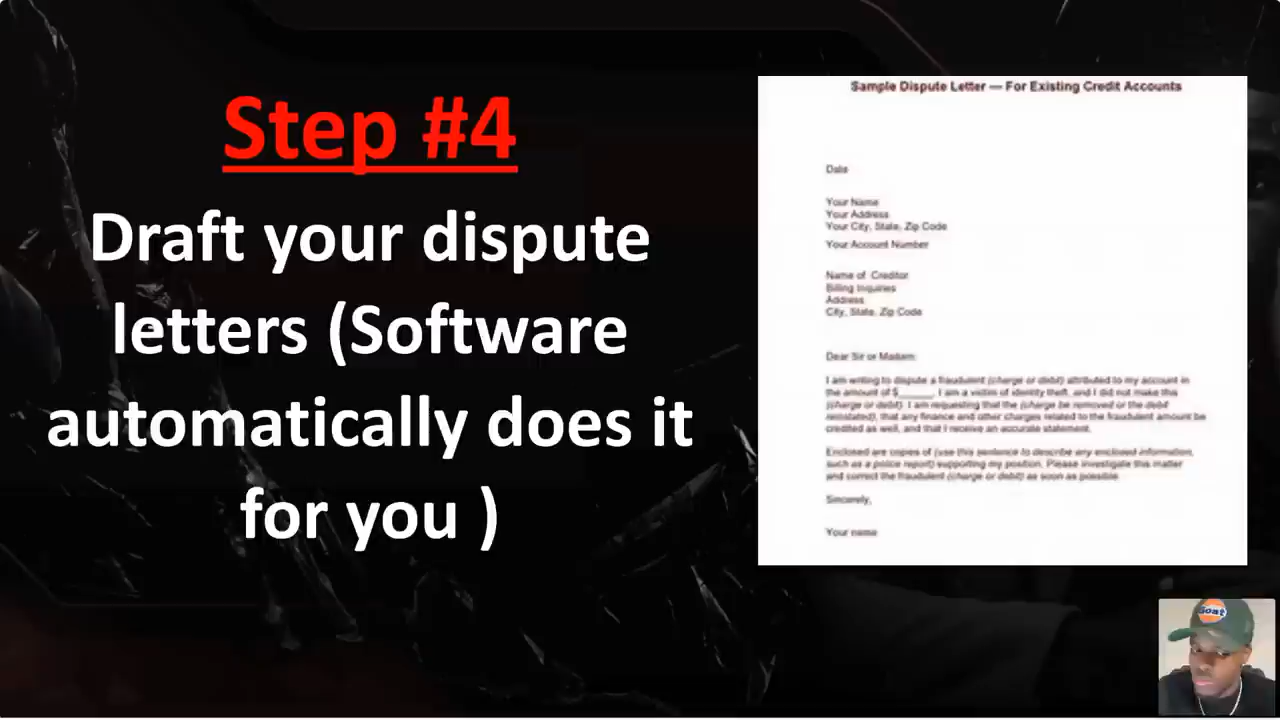 Step #4
Draft your dispute
letters (Software
automatically does it
for you )
Sample Dispute Letter — For Existing Credit Accounts
Date
Your Name
Your Address
Your City, State, Zip Code
Your Account Number
Name of Creditor
Billing Inquiries
Address
City, State, Zip Code
Dear Sir or Madam:
I am writing to dispute a fraudulent (charge or debit) attributed to my account in
the amount of $______. I am a victim of identity theft, and I did not make this
(charge or debit). I am requesting that the (charge be removed or the debit
reinstated), that any finance and other charges related to the fraudulent amount be
credited as well, and that I receive an accurate statement.
Enclosed are copies of (use this sentence to describe any enclosed information,
such as a police report) supporting my position. Please investigate this matter
and correct the fraudulent (charge or debit) as soon as possible.
Sincerely,
Your name
Goat